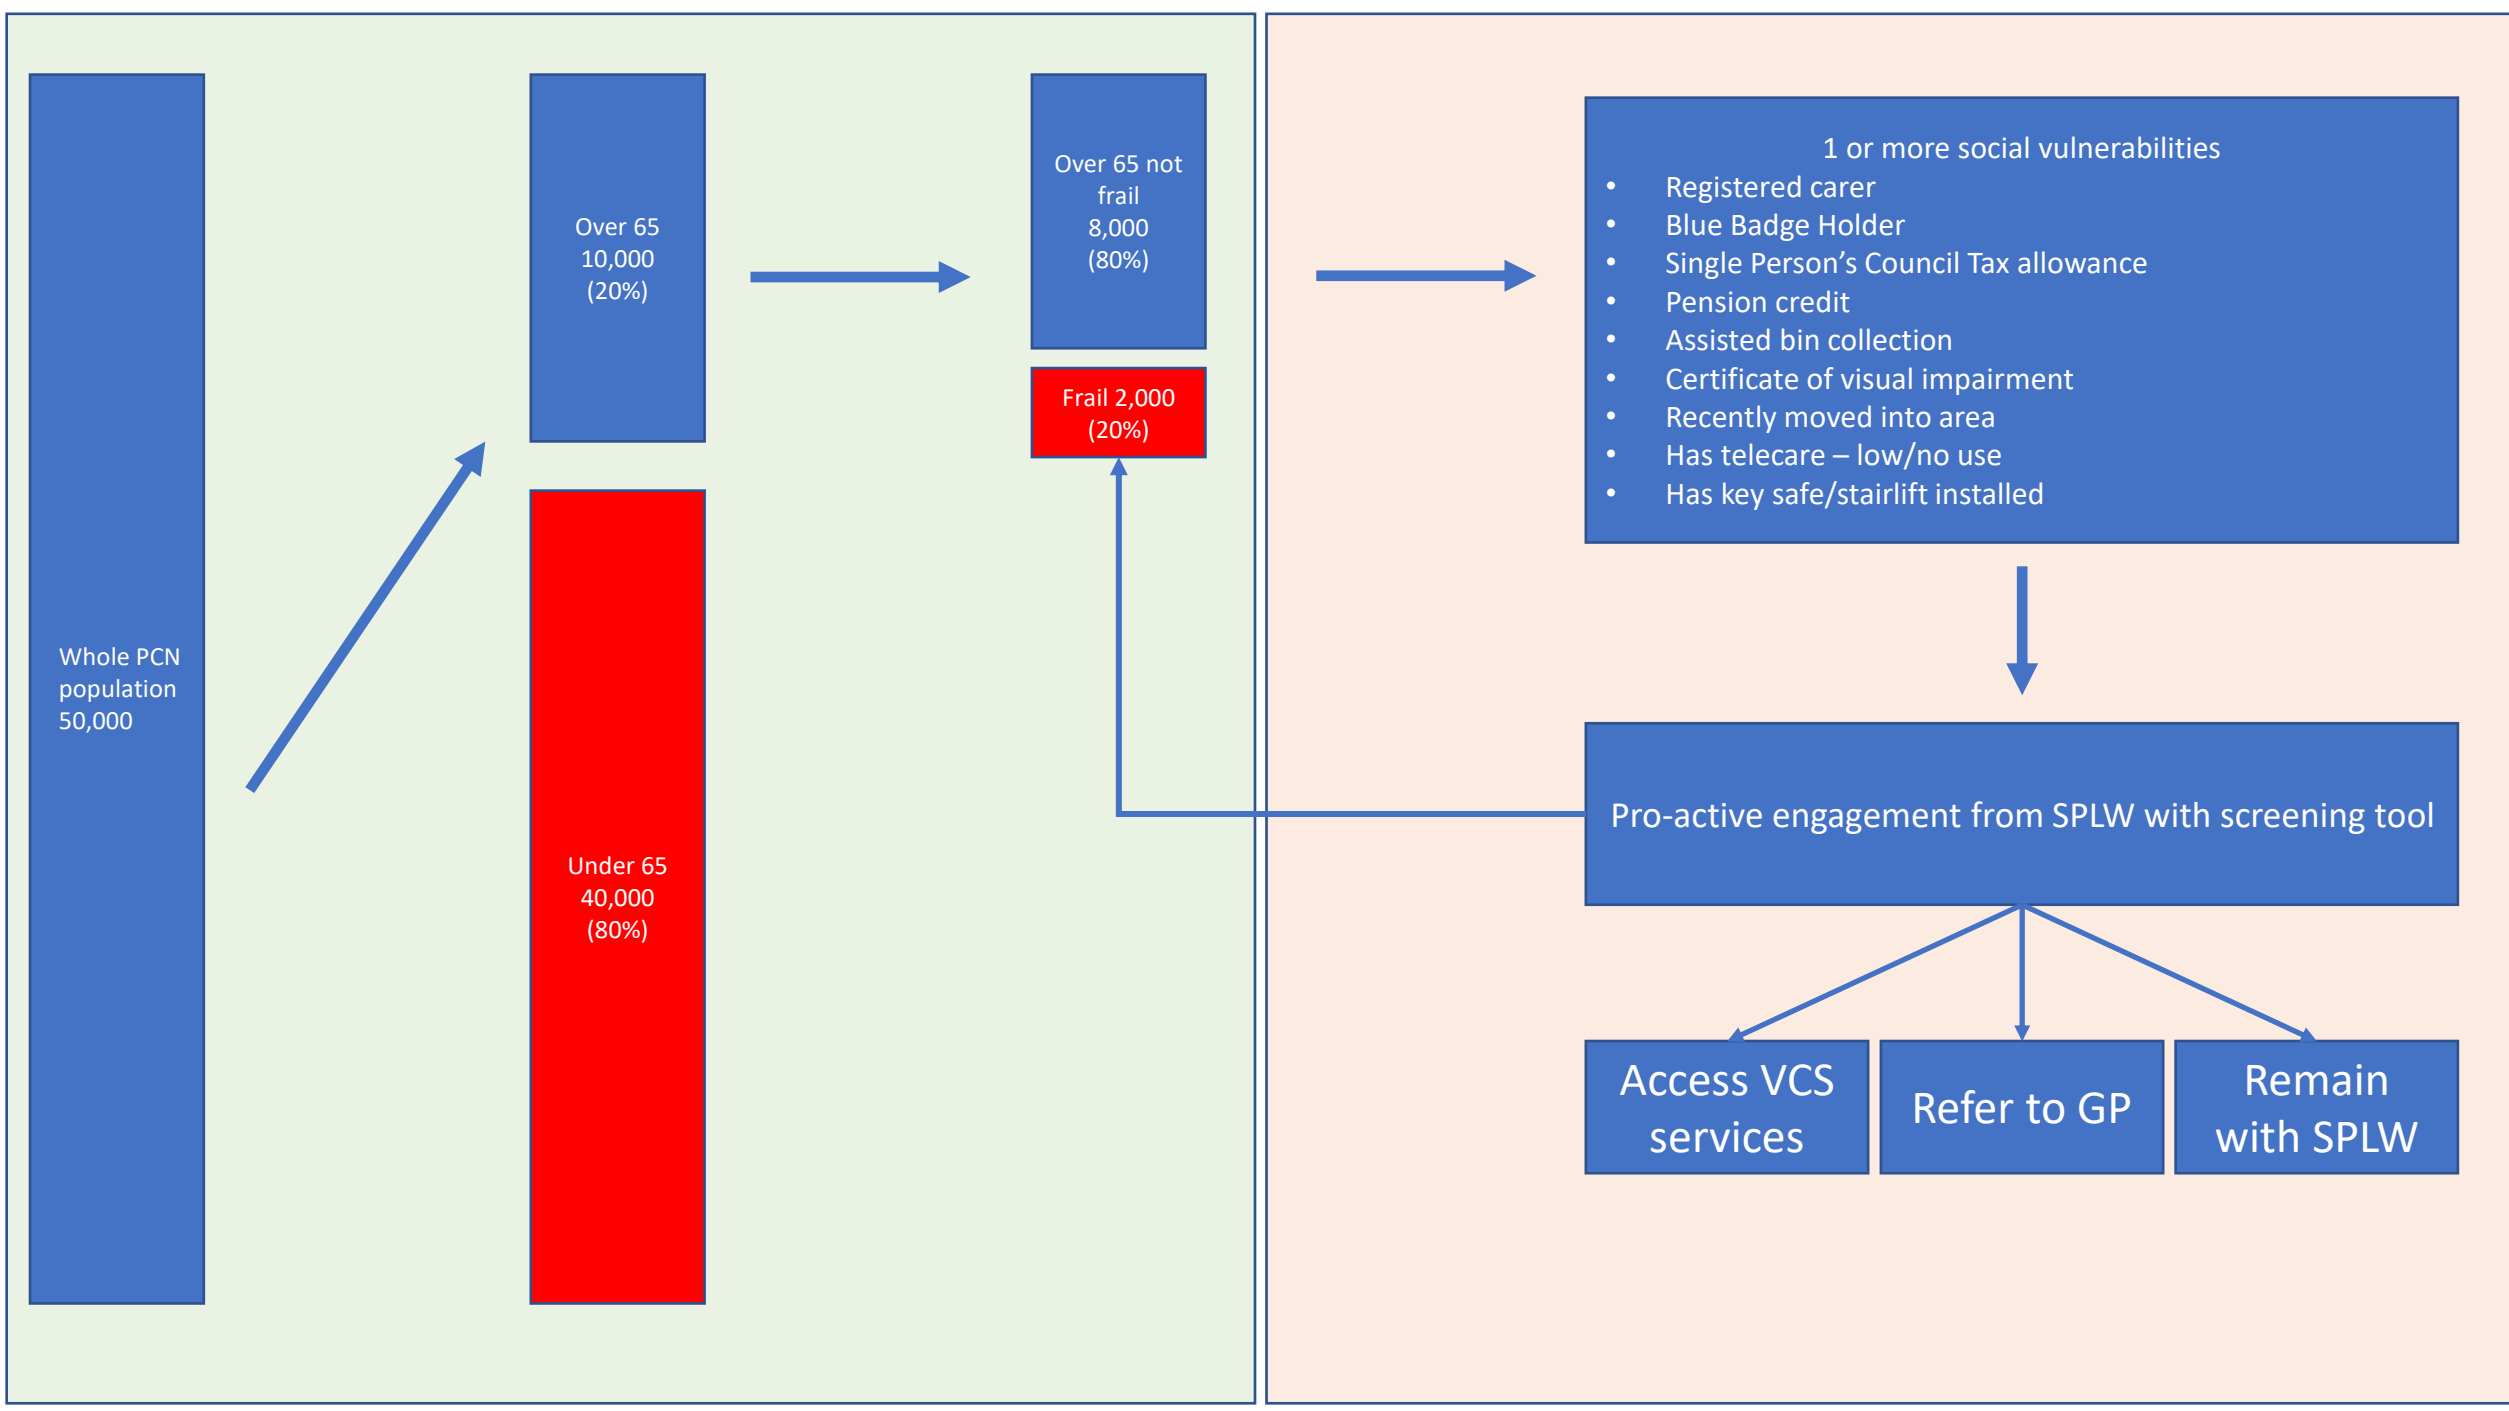 Whole PCN
population
50,000
Over 65
10,000
(20%)
Under 65
40,000
(80%)
Over 65 not
frail
8,000
(80%)
Frail 2,000
(20%)
1 or more social vulnerabilities
• Registered carer
• Blue Badge Holder
• Single Person’s Council Tax allowance
• Pension credit
• Assisted bin collection
• Certificate of visual impairment
• Recently moved into area
• Has telecare – low/no use
• Has key safe/stairlift installed
Pro-active engagement from SPLW with screening tool
Access VCS
services
Refer to GP
Remain
with SPLW